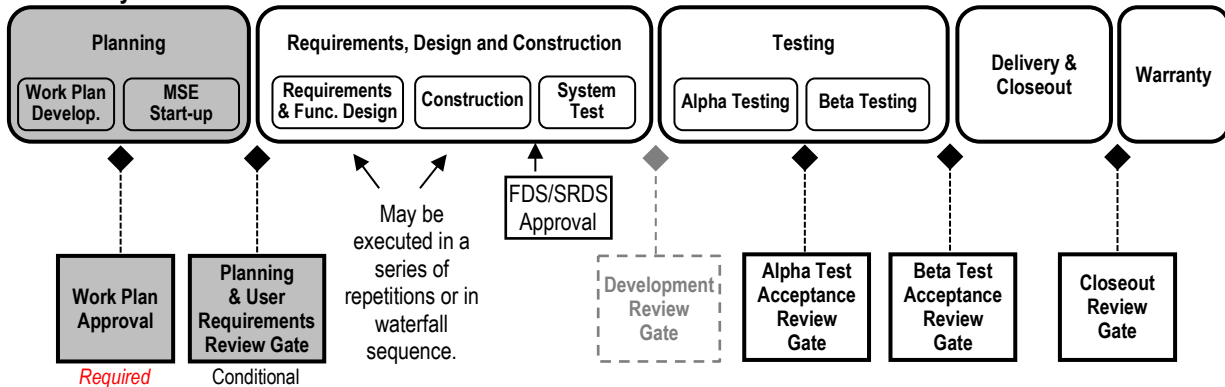 Planning
Work Plan
Develop.
MSE
Start-up
Requirements, Design and Construction
Requirements
& Func. Design
Construction
System
Test
Testing
Alpha Testing
Beta Testing
Delivery &
Closeout
Warranty
FDS/SRDS
Approval
May be
executed in a
series of
repetitions or in
waterfall
sequence.
Work Plan
Approval
Required
Planning
& User
Requirements
Review Gate
Conditional
Development
Review
Gate
Alpha Test
Acceptance
Review
Gate
Beta Test
Acceptance
Review
Gate
Closeout
Review
Gate